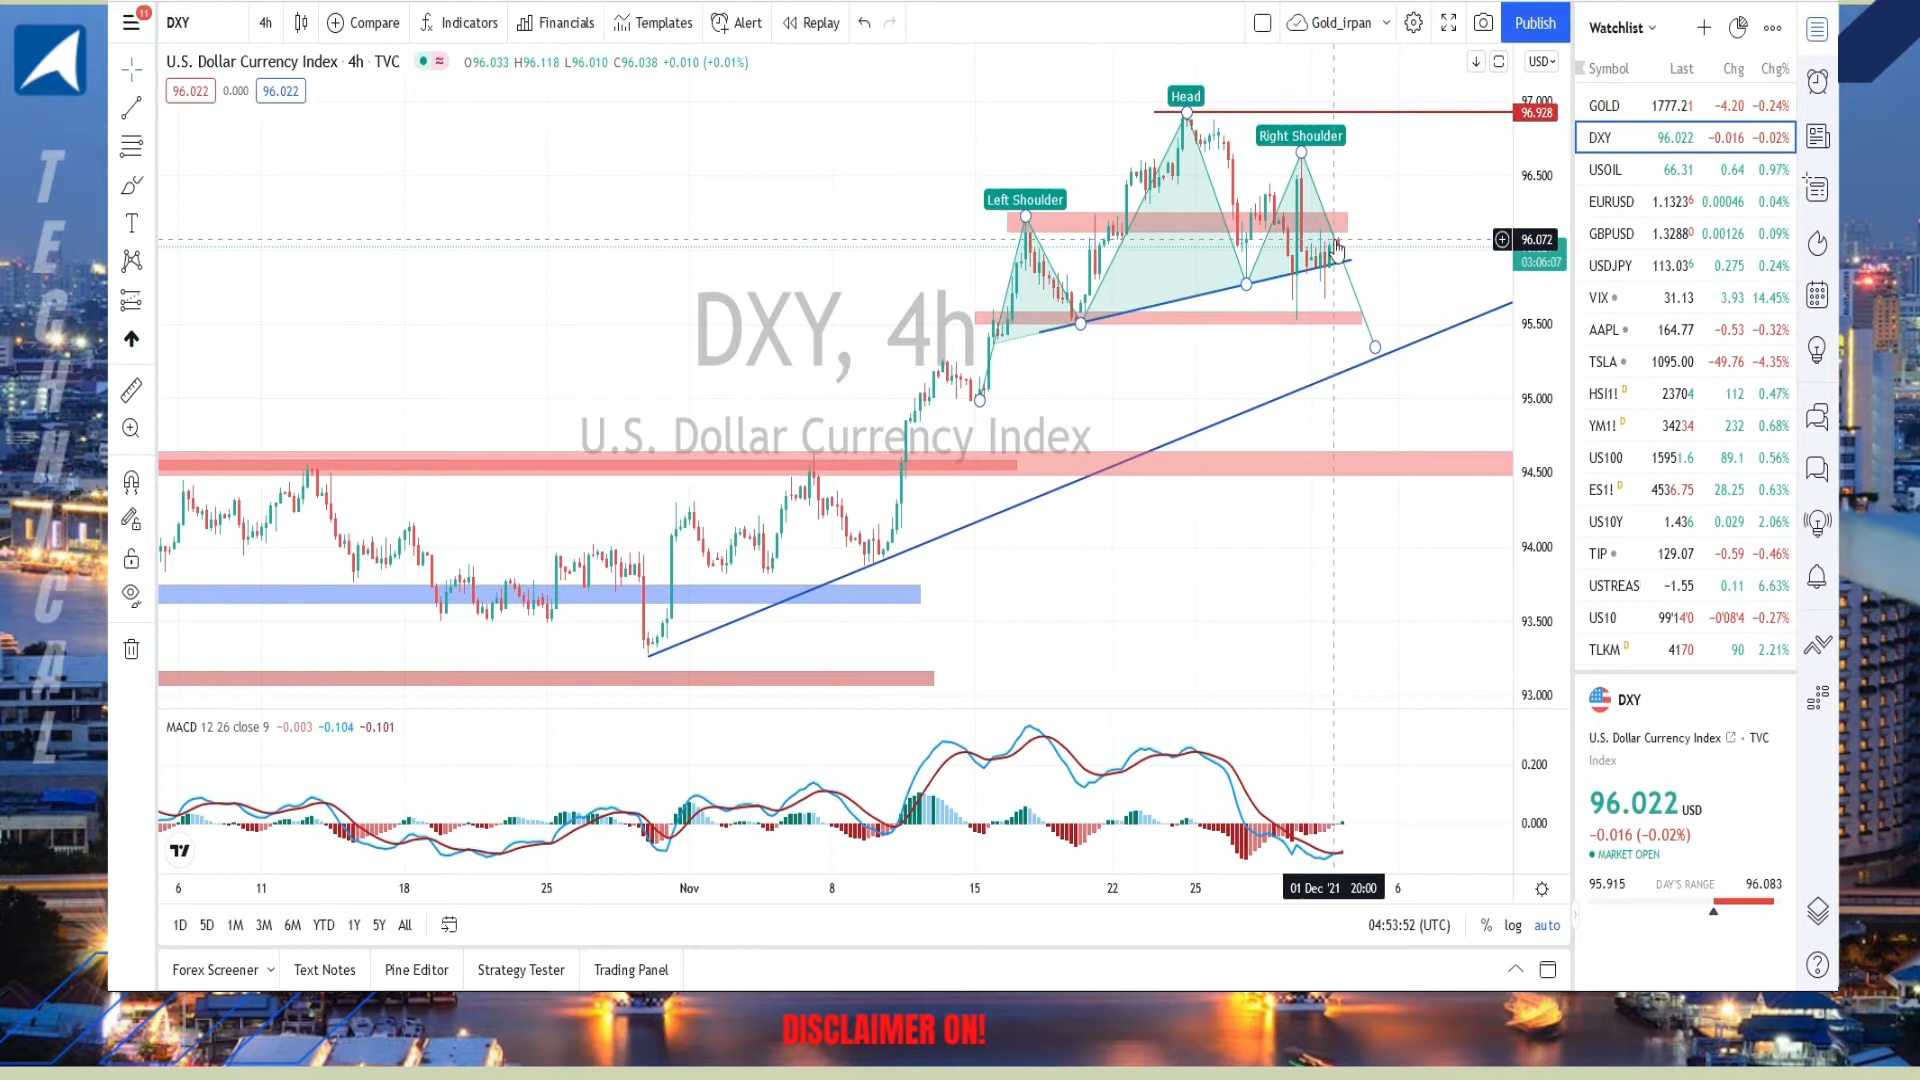 11
DXY
4h
Compare
Indicators
Financials
Templates
Alert
Replay
Gold_irpan
Publish
U.S. Dollar Currency Index · 4h · TVC
O96.033 H96.118 L96.010 C96.038 +0.010 (+0.01%)
USD
96.022 0.000 96.022
TECHNICAL
Head
Right Shoulder
Left Shoulder
DXY, 4h
U.S. Dollar Currency Index
97.000
96.928
96.500
96.072
03:06:07
95.500
95.000
94.500
94.000
93.500
93.000
MACD 12 26 close 9 −0.003 −0.104 −0.101
0.200
0.000
6 11 18 25 Nov 8 15 22 25 01 Dec '21 20:00 6
1D 5D 1M 3M 6M YTD 1Y 5Y All
04:53:52 (UTC) % log auto
Forex Screener Text Notes Pine Editor Strategy Tester Trading Panel
Watchlist
Symbol Last Chg Chg%
GOLD 1777.21 −4.20 −0.24%
DXY 96.022 −0.016 −0.02%
USOIL 66.31 0.64 0.97%
EURUSD 1.13236 0.00046 0.04%
GBPUSD 1.32880 0.00126 0.09%
USDJPY 113.036 0.275 0.24%
VIX 31.13 3.93 14.45%
AAPL 164.77 −0.53 −0.32%
TSLA 1095.00 −49.76 −4.35%
HSI1! D 23704 112 0.47%
YM1! D 34234 232 0.68%
US100 15951.6 89.1 0.56%
ES1! D 4536.75 28.25 0.63%
US10Y 1.436 0.029 2.06%
TIP 129.07 −0.59 −0.46%
USTREAS −1.55 0.11 6.63%
US10 99'14'0 −0'08'4 −0.27%
TLKM D 4170 90 2.21%
DXY
U.S. Dollar Currency Index · TVC
Index
96.022 USD
−0.016 (−0.02%)
MARKET OPEN
95.915 DAY'S RANGE 96.083
DISCLAIMER ON!